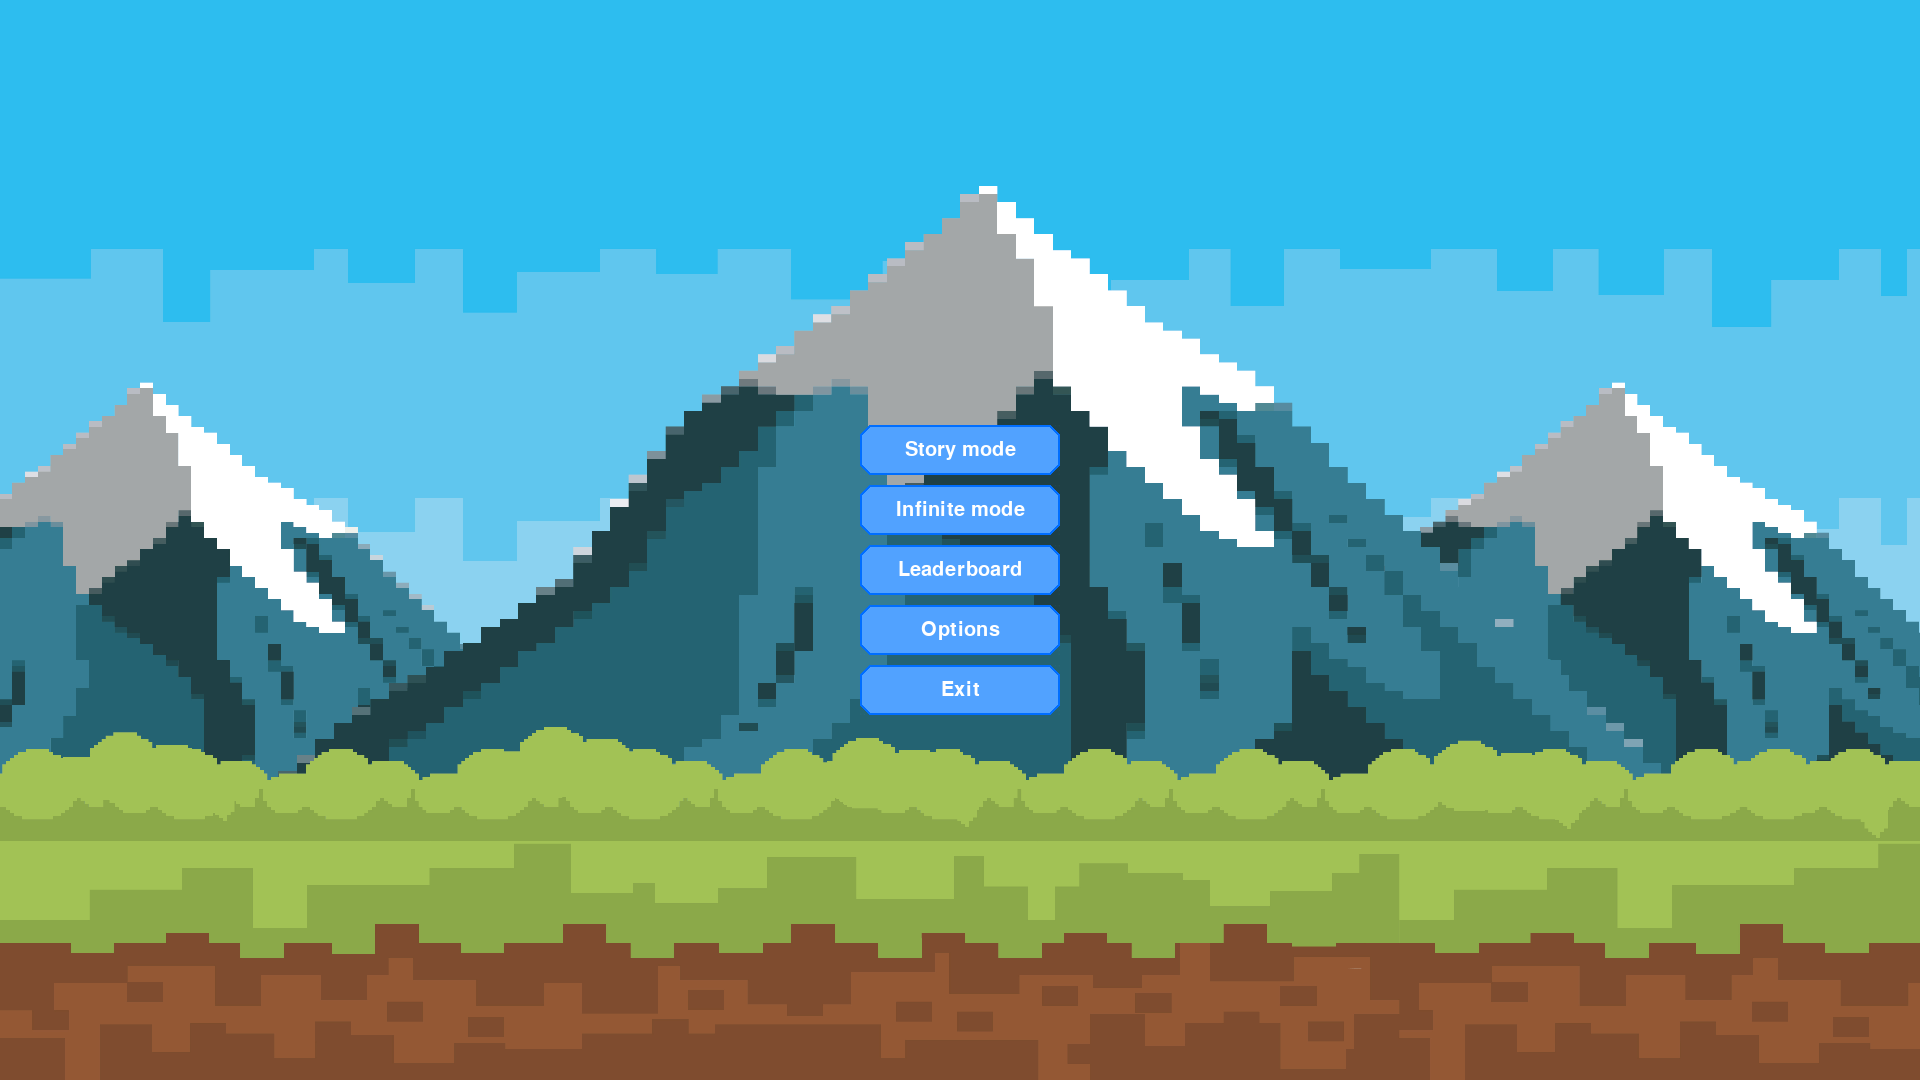 Story mode
Infinite mode
Leaderboard
Options
Exit